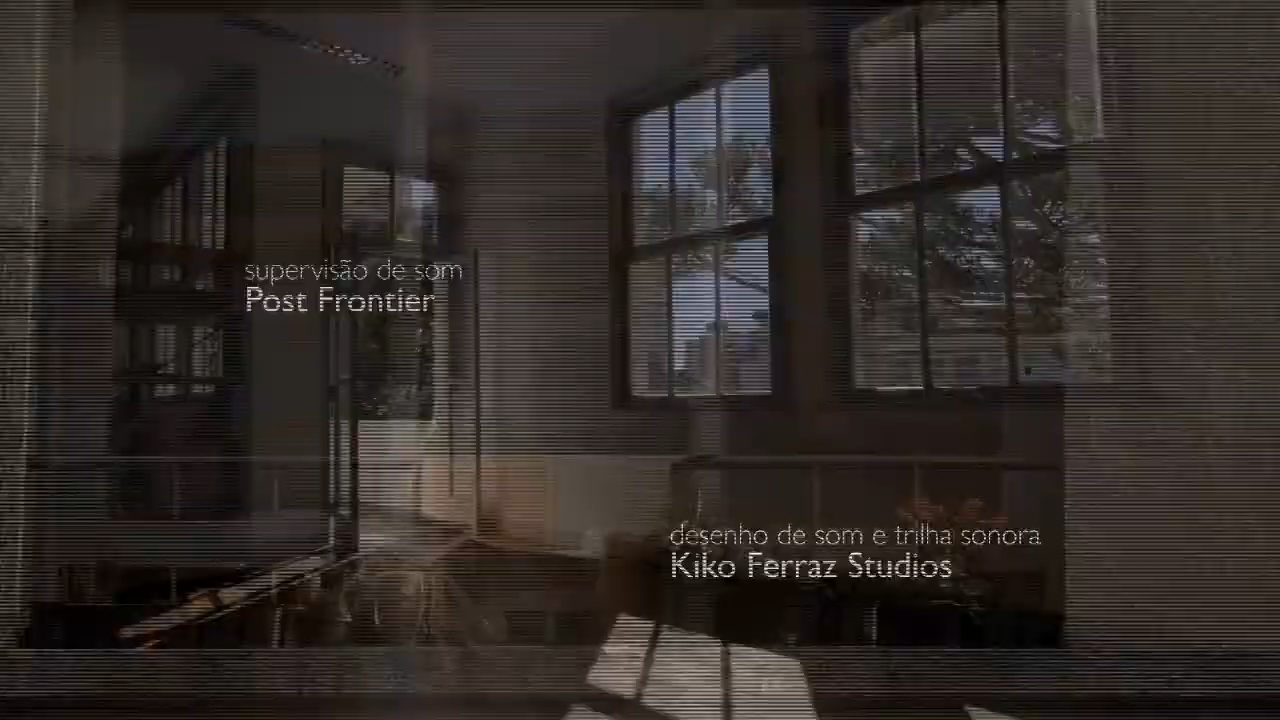 supervisão de som
Post Frontier
desenho de som e trilha sonora
Kiko Ferraz Studios